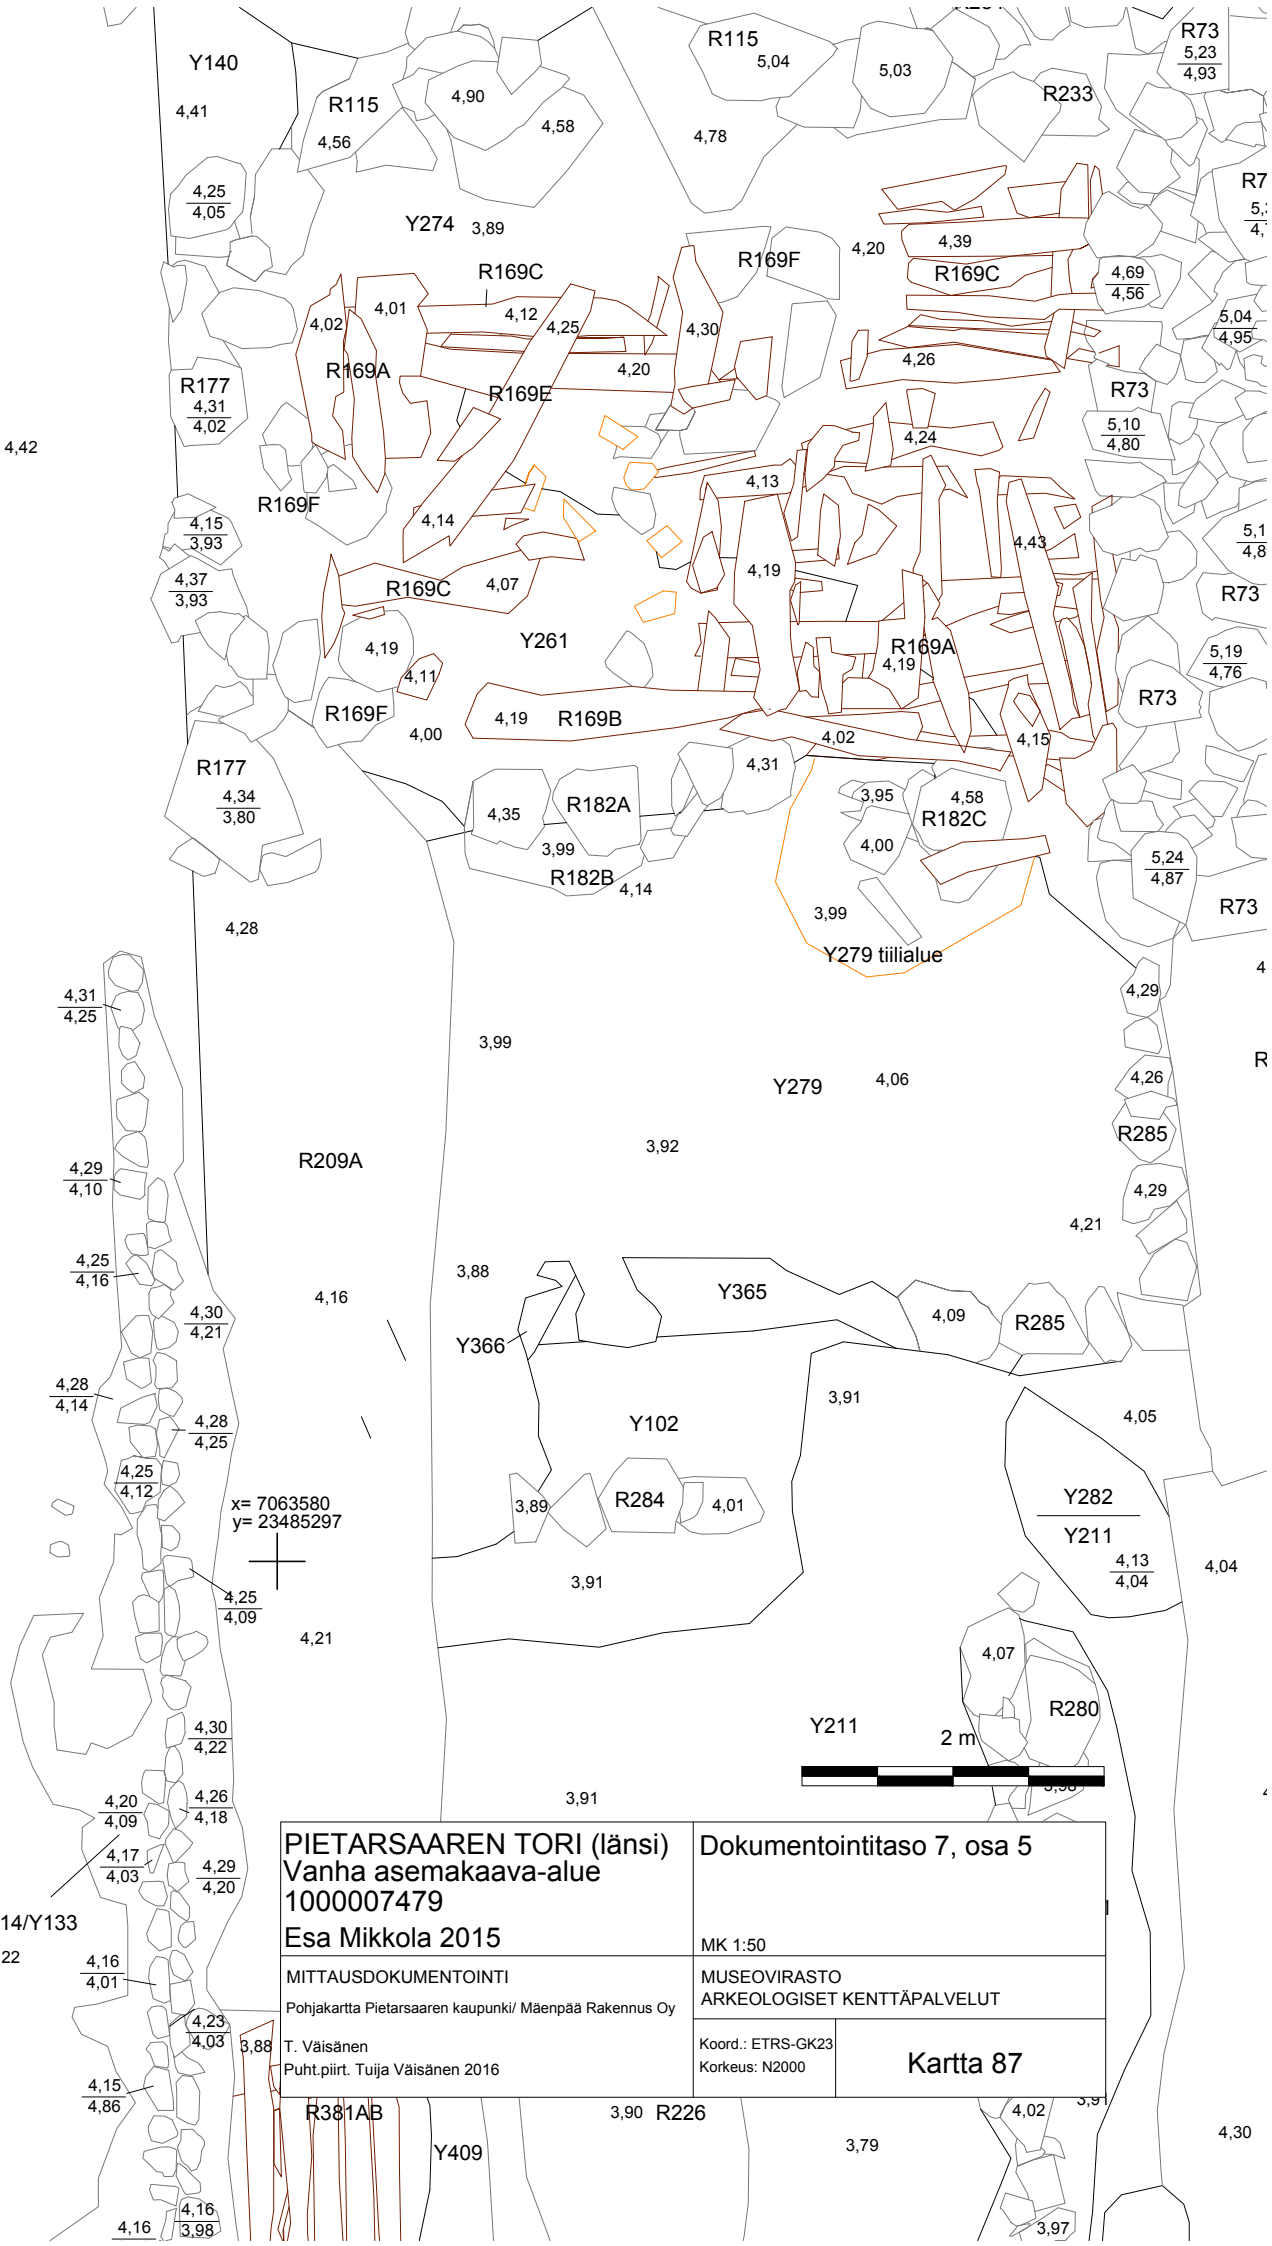 R115
5,04
5,03
R73
5,23
4,93
Y140
4,41
R115
4,56
4,90
4,58
4,78
R233
4,25
4,05
Y274
3,89
R169F
4,20
4,39
R169C
R169C
4,69
4,56
4,02
4,01
4,12
4,25
4,30
5,04
4,95
R169A
4,20
4,26
R169E
R177
4,31
4,02
R73
5,10
4,80
4,42
4,24
4,13
R169F
4,15
3,93
4,14
4,43
4,37
3,93
R169C
4,07
4,19
R73
Y261
4,19
4,11
R169A
4,19
5,19
4,76
R169F
4,00
4,19
R169B
4,02
4,15
R73
R177
4,34
3,80
4,31
4,35
R182A
3,95
4,58
R182C
4,00
3,99
R182B
4,14
5,24
4,87
R73
4,28
3,99
Y279 tiilialue
4,31
4,25
4,29
3,99
Y279
4,06
4,26
3,92
R285
R209A
4,29
4,10
4,29
4,21
4,25
4,16
3,88
Y365
4,16
4,30
4,21
4,09
R285
Y366
4,28
4,14
3,91
4,05
4,28
4,25
Y102
4,25
4,12
x= 7063580
y= 23485297
3,89
R284
4,01
Y282
Y211
4,13
4,04
4,04
3,91
4,25
4,09
4,21
4,07
R280
4,30
4,22
Y211
2 m
3,98
4,20
4,09
4,26
4,18
3,91
4,17
4,03
4,29
4,20
14/Y133
22
4,16
4,01
4,23
4,03
3,88
4,15
4,86
PIETARSAAREN TORI (länsi)
Vanha asemakaava-alue
1000007479
Esa Mikkola 2015
Dokumentointitaso 7, osa 5
MK 1:50
MITTAUSDOKUMENTOINTI
Pohjakartta Pietarsaaren kaupunki/ Mäenpää Rakennus Oy
T. Väisänen
Puht.piirt. Tuija Väisänen 2016
MUSEOVIRASTO
ARKEOLOGISET KENTTÄPALVELUT
Koord.: ETRS-GK23
Korkeus: N2000
Kartta 87
R381AB
3,90
R226
4,02
3,91
Y409
3,79
4,30
4,16
3,98
4,16
3,97